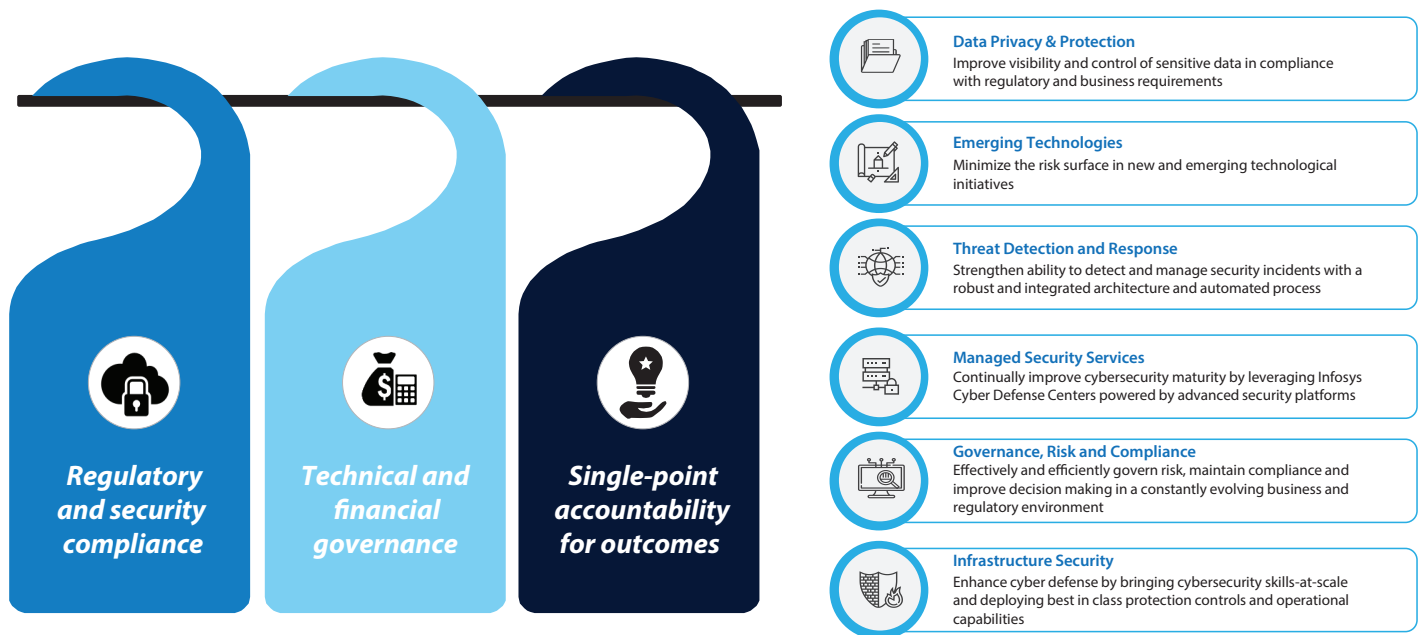 Regulatory
and security
compliance
Technical and
financial
governance
Single-point
accountability
for outcomes
Data Privacy & Protection
Improve visibility and control of sensitive data in compliance
with regulatory and business requirements
Emerging Technologies
Minimize the risk surface in new and emerging technological
initiatives
Threat Detection and Response
Strengthen ability to detect and manage security incidents with a
robust and integrated architecture and automated process
Managed Security Services
Continually improve cybersecurity maturity by leveraging Infosys
Cyber Defense Centers powered by advanced security platforms
Governance, Risk and Compliance
Effectively and efficiently govern risk, maintain compliance and
improve decision making in a constantly evolving business and
regulatory environment
Infrastructure Security
Enhance cyber defense by bringing cybersecurity skills-at-scale
and deploying best in class protection controls and operational
capabilities